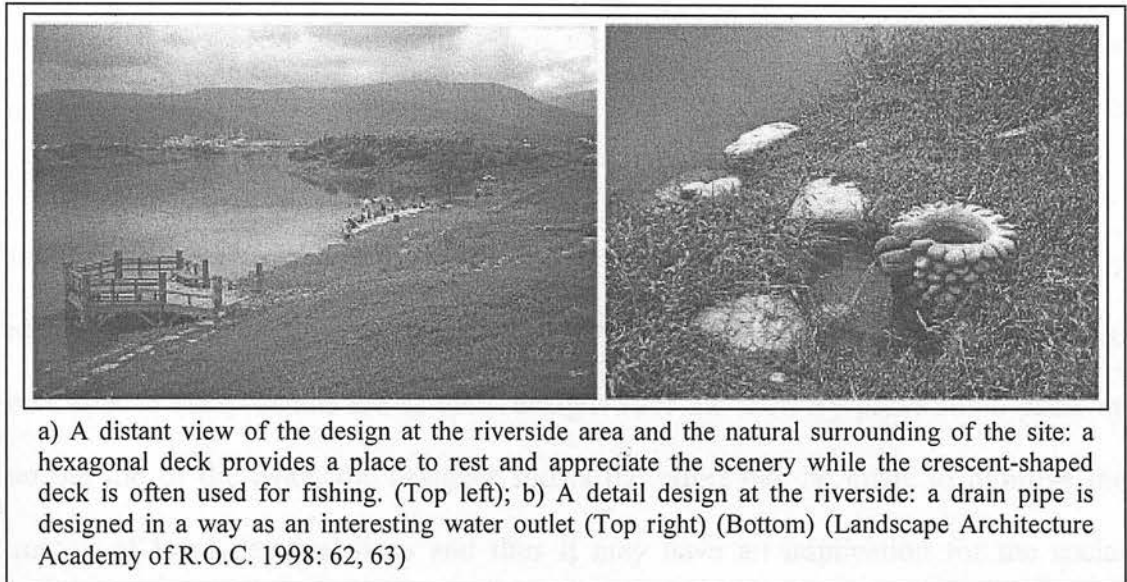 a) A distant view of the design at the riverside area and the natural surrounding of the site: a
hexagonal deck provides a place to rest and appreciate the scenery while the crescent-shaped
deck is often used for fishing. (Top left); b) A detail design at the riverside: a drain pipe is
designed in a way as an interesting water outlet (Top right) (Bottom) (Landscape Architecture
Academy of R.O.C. 1998: 62, 63)